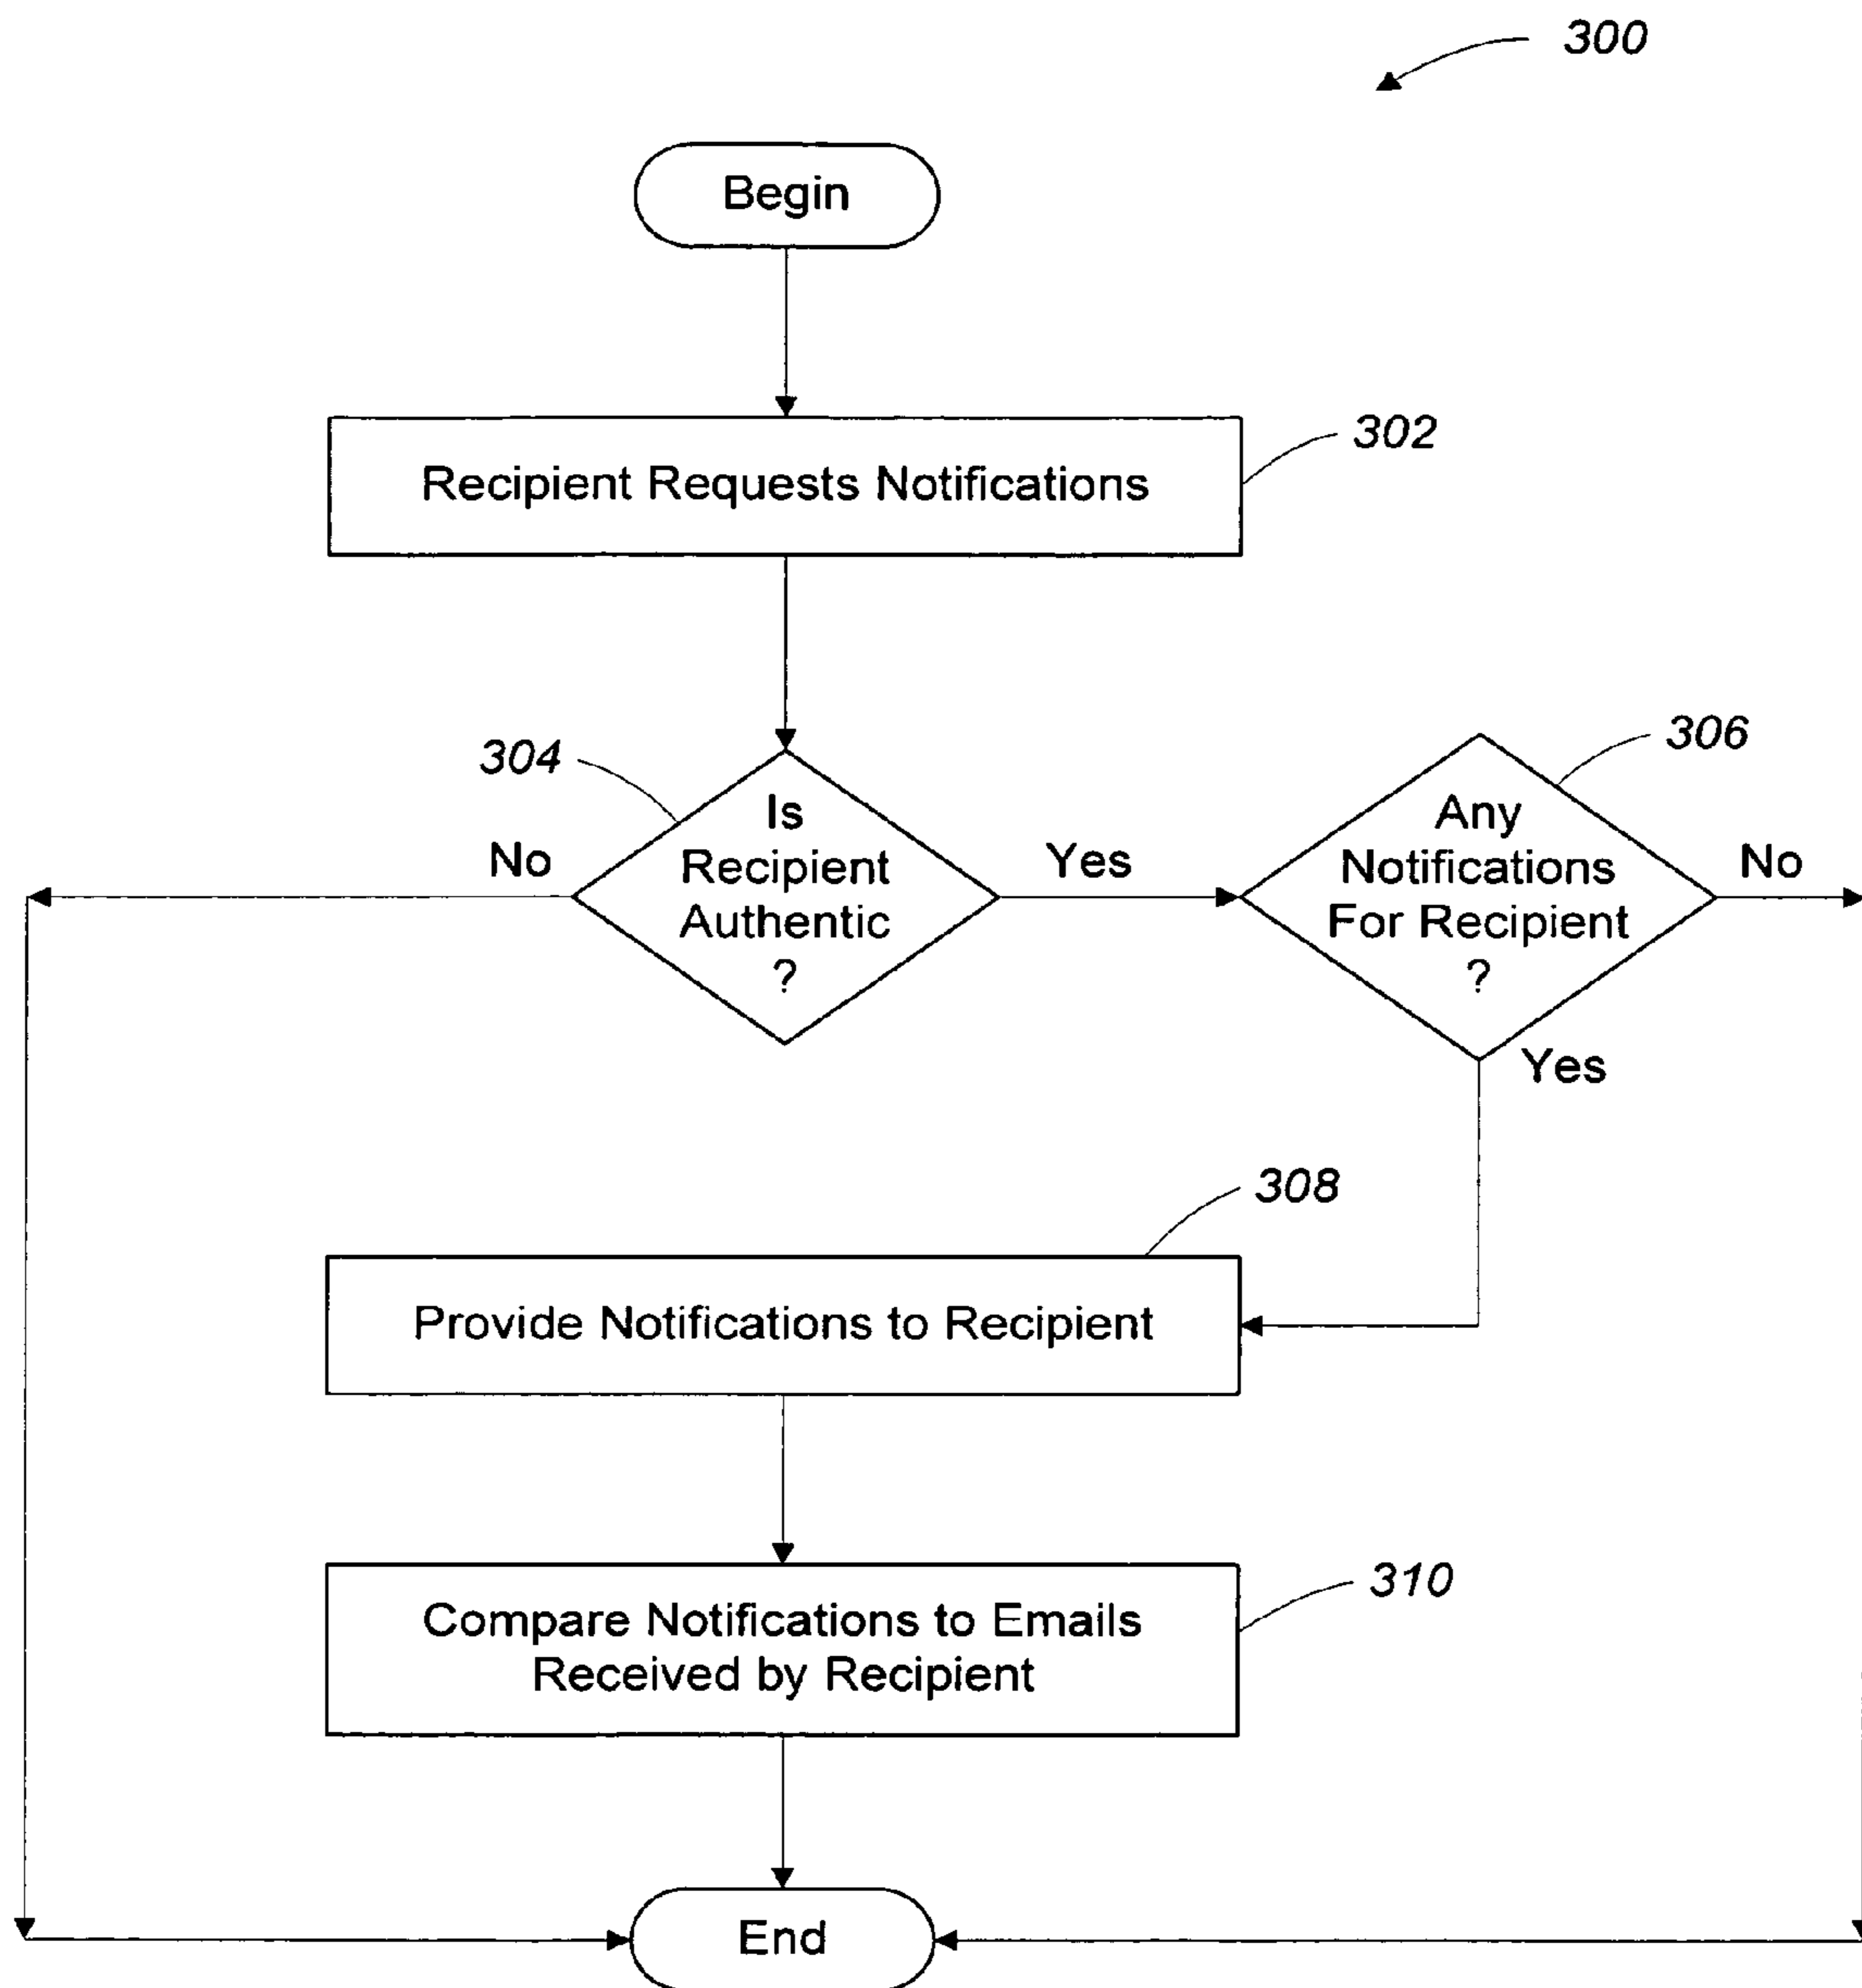 300
Begin
302
Recipient Requests Notifications
304
306
Is
Recipient
Authentic
?
No
Yes
Any
Notifications
For Recipient
?
No
Yes
308
Provide Notifications to Recipient
310
Compare Notifications to Emails
Received by Recipient
End